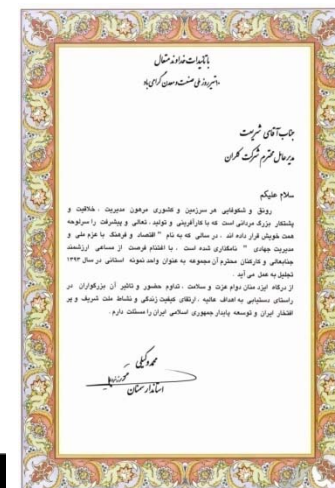 با تائیدات خداوند متعال
۱۰ تیر روز ملی صنعت و معدن گرامی باد
جناب آقای شریعت
مدیرعامل محترم شرکت کلران
سلام علیکم
رونق و شکوفایی هر سرزمین و کشوری مرهون مدیریت ، خلاقیت و
پشتکار بزرگ مردانی است که با کارآفرینی و تولید ، تعالی و پیشرفت را سرلوحه
همت خویش قرار داده اند . در سالی که به نام " اقتصاد و فرهنگ با عزم ملی و
مدیریت جهادی " نامگذاری شده است . با اغتنام فرصت از مساعی ارزشمند
جنابعالی و کارکنان محترم آن مجموعه به عنوان واحد نمونه استانی در سال ۱۳۹۳
تجلیل به عمل می آید .
از درگاه ایزد منان دوام عزت و سلامت ، تداوم حضور و تاثیر آن بزرگواران در
راستای دستیابی به اهداف عالیه ، ارتقای کیفیت زندگی و نشاط ملت شریف و پر
افتخار ایران و توسعه پایدار جمهوری اسلامی ایران را مسئلت دارم .
محمد وکیلی
استاندار سمنان